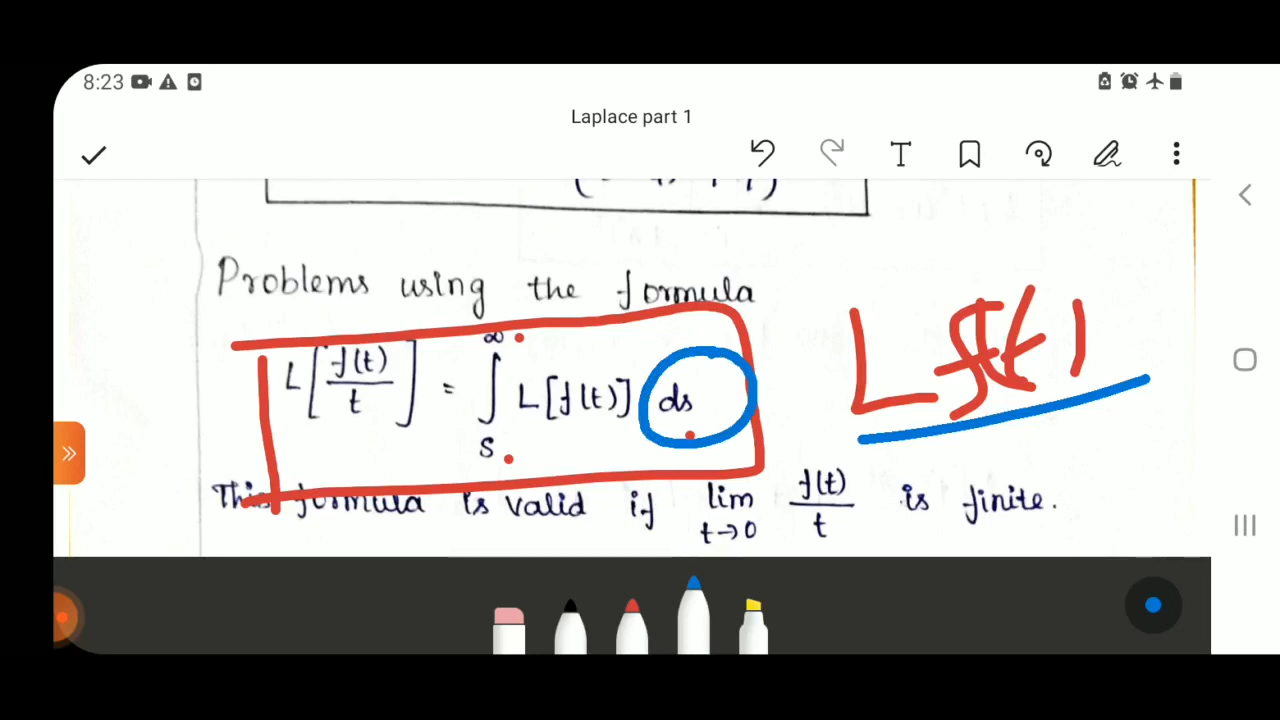 8:23
Laplace part 1
Problems using the formula
L[f(t)/t] = ∫_S^∞ L[f(t)] ds
L f(t)
This formula is valid if lim_{t→0} f(t)/t is finite.